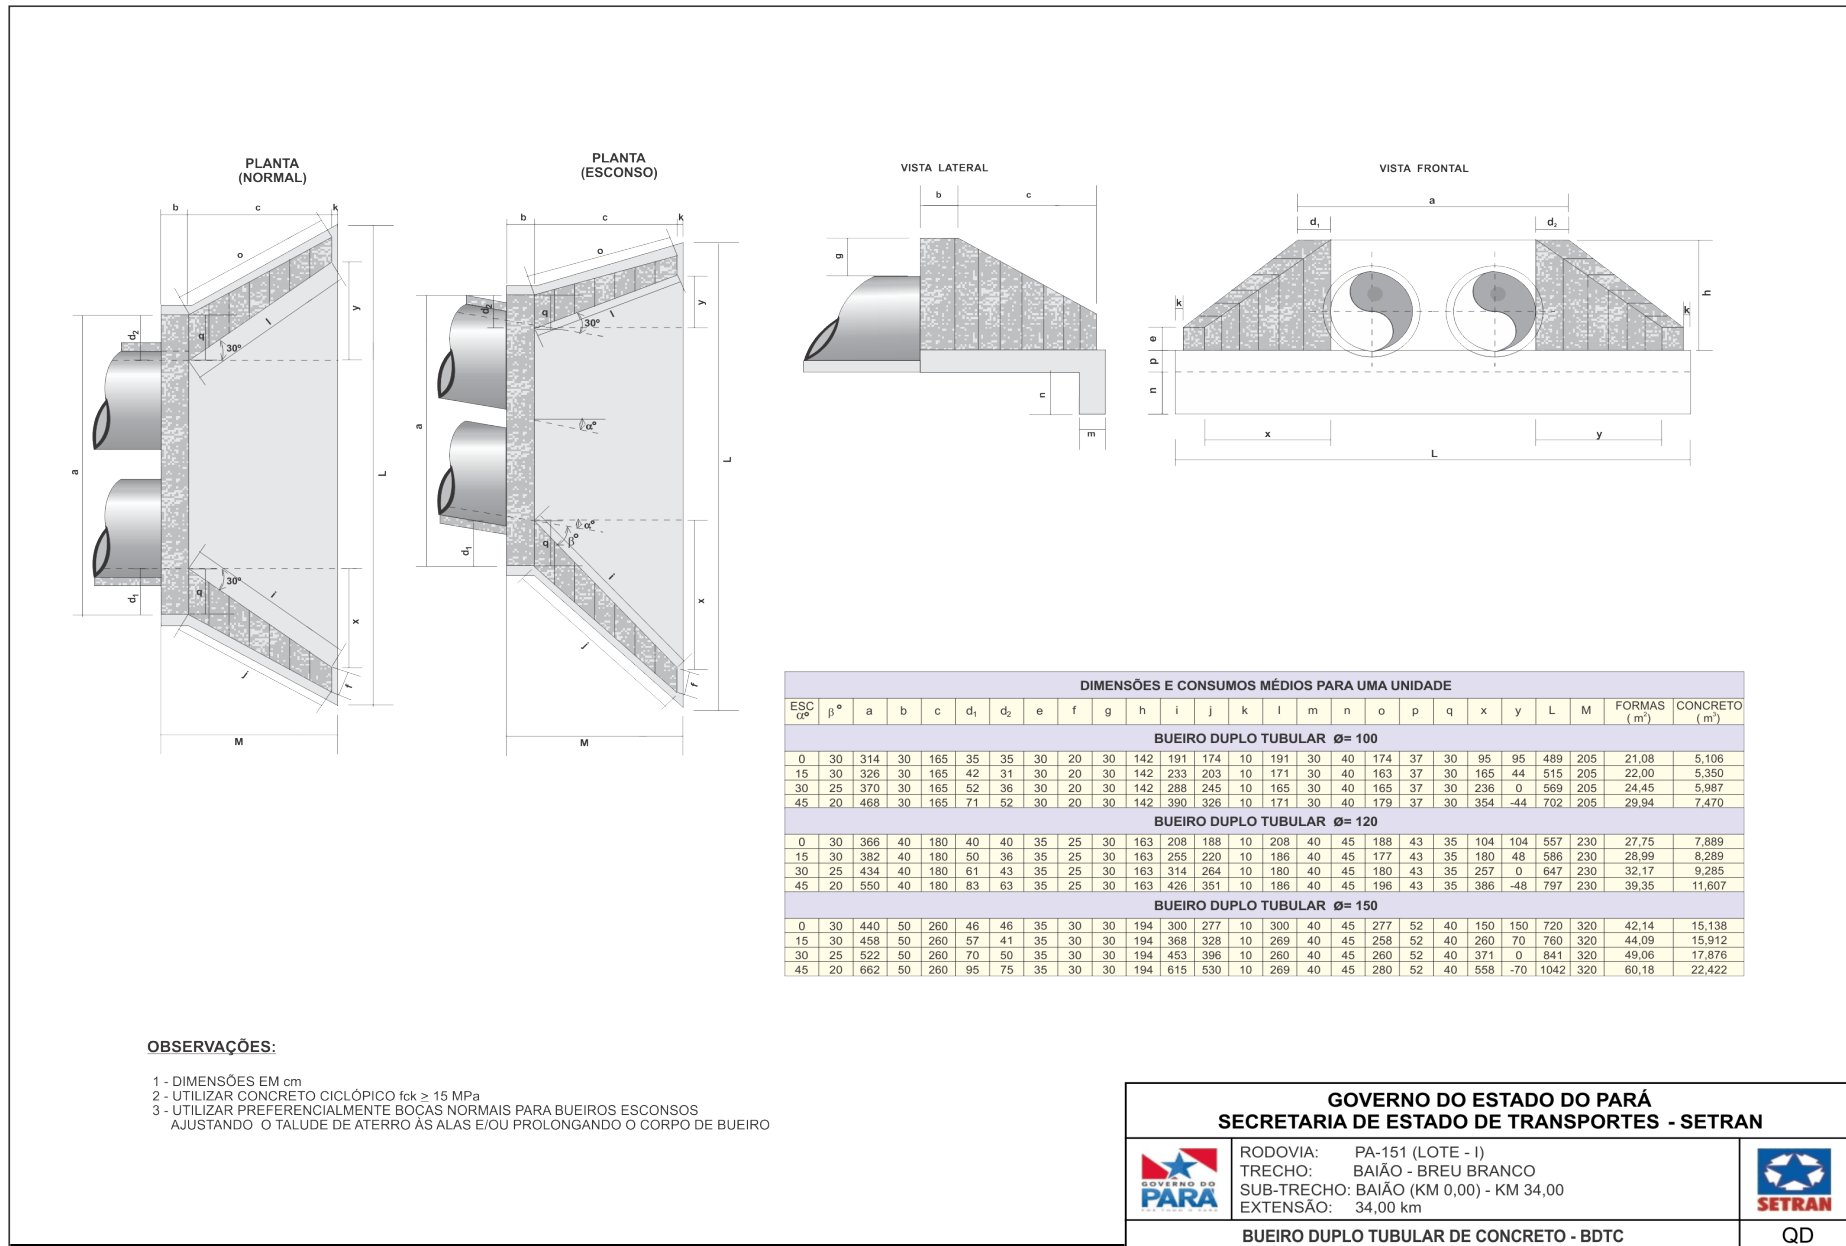 PLANTA
(NORMAL)
b
c
k
o
y
l
d2
q
30º
a
L
30º
q
d1
i
x
j
f
M
PLANTA
(ESCONSO)
b
c
k
o
y
l
d2
q
30º
a
αº
L
αº
βº
q
d1
i
x
j
f
M
VISTA LATERAL
b
c
g
n
m
VISTA FRONTAL
a
d1
d2
h
k
k
e
p
n
x
y
L
DIMENSÕES E CONSUMOS MÉDIOS PARA UMA UNIDADE
ESC αº β º a b c d1 d2 e f g h i j k l m n o p q x y L M FORMAS ( m²) CONCRETO ( m³)
BUEIRO DUPLO TUBULAR Ø= 100
0 30 314 30 165 35 35 30 20 30 142 191 174 10 191 30 40 174 37 30 95 95 489 205 21,08 5,106
15 30 326 30 165 42 31 30 20 30 142 233 203 10 171 30 40 163 37 30 165 44 515 205 22,00 5,350
30 25 370 30 165 52 36 30 20 30 142 288 245 10 165 30 40 165 37 30 236 0 569 205 24,45 5,987
45 20 468 30 165 71 52 30 20 30 142 390 326 10 171 30 40 179 37 30 354 -44 702 205 29,94 7,470
BUEIRO DUPLO TUBULAR Ø= 120
0 30 366 40 180 40 40 35 25 30 163 208 188 10 208 40 45 188 43 35 104 104 557 230 27,75 7,889
15 30 382 40 180 50 36 35 25 30 163 255 220 10 186 40 45 177 43 35 180 48 586 230 28,99 8,289
30 25 434 40 180 61 43 35 25 30 163 314 264 10 180 40 45 180 43 35 257 0 647 230 32,17 9,285
45 20 550 40 180 83 63 35 25 30 163 426 351 10 186 40 45 196 43 35 386 -48 797 230 39,35 11,607
BUEIRO DUPLO TUBULAR Ø= 150
0 30 440 50 260 46 46 35 30 30 194 300 277 10 300 40 45 277 52 40 150 150 720 320 42,14 15,138
15 30 458 50 260 57 41 35 30 30 194 368 328 10 269 40 45 258 52 40 260 70 760 320 44,09 15,912
30 25 522 50 260 70 50 35 30 30 194 453 396 10 260 40 45 260 52 40 371 0 841 320 49,06 17,876
45 20 662 50 260 95 75 35 30 30 194 615 530 10 269 40 45 280 52 40 558 -70 1042 320 60,18 22,422
OBSERVAÇÕES:
1 - DIMENSÕES EM cm
2 - UTILIZAR CONCRETO CICLÓPICO fck ≥ 15 MPa
3 - UTILIZAR PREFERENCIALMENTE BOCAS NORMAIS PARA BUEIROS ESCONSOS
AJUSTANDO O TALUDE DE ATERRO ÀS ALAS E/OU PROLONGANDO O CORPO DE BUEIRO
GOVERNO DO ESTADO DO PARÁ
SECRETARIA DE ESTADO DE TRANSPORTES - SETRAN
GOVERNO DO
PARÁ
RODOVIA: PA-151 (LOTE - I)
TRECHO: BAIÃO - BREU BRANCO
SUB-TRECHO: BAIÃO (KM 0,00) - KM 34,00
EXTENSÃO: 34,00 km
SETRAN
BUEIRO DUPLO TUBULAR DE CONCRETO - BDTC
QD